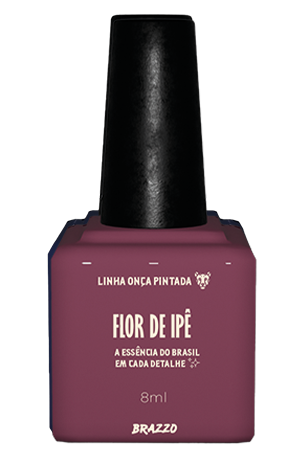 LINHA ONÇA PINTADA
FLOR DE IPÊ
A ESSÊNCIA DO BRASIL
EM CADA DETALHE
8ml
BRAZZO